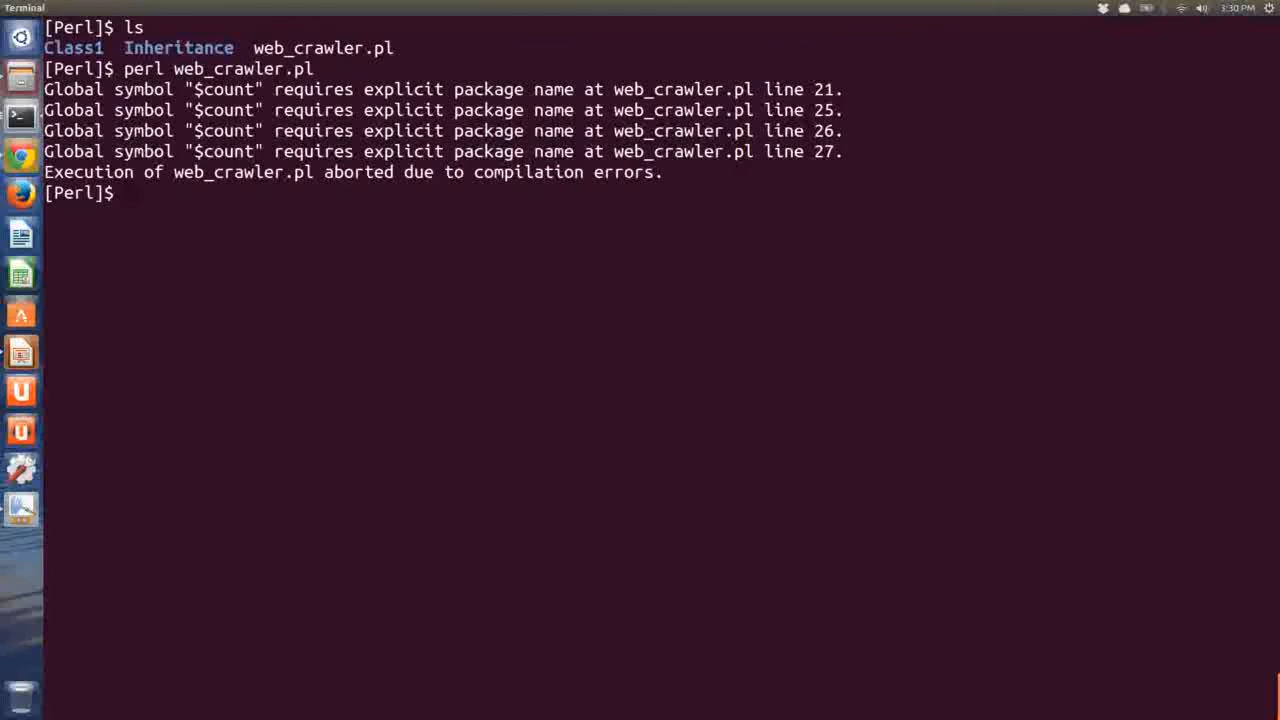 Terminal
3:30 PM
[Perl]$ ls
Class1  Inheritance  web_crawler.pl
[Perl]$ perl web_crawler.pl
Global symbol "$count" requires explicit package name at web_crawler.pl line 21.
Global symbol "$count" requires explicit package name at web_crawler.pl line 25.
Global symbol "$count" requires explicit package name at web_crawler.pl line 26.
Global symbol "$count" requires explicit package name at web_crawler.pl line 27.
Execution of web_crawler.pl aborted due to compilation errors.
[Perl]$